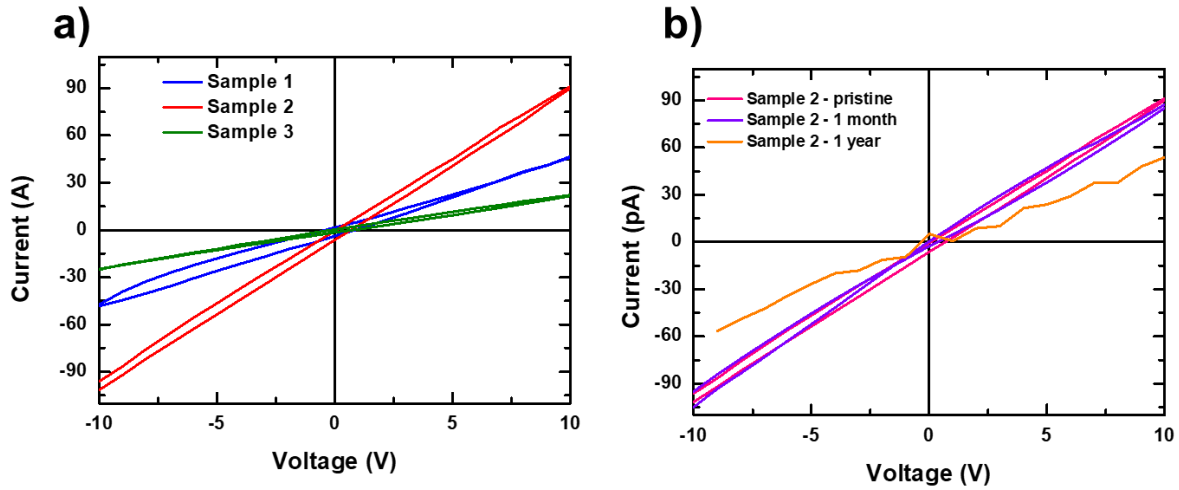 a)
Sample 1
Sample 2
Sample 3
90
60
30
0
-30
-60
-90
-10
-5
0
5
10
Current (A)
Voltage (V)
b)
Sample 2 - pristine
Sample 2 - 1 month
Sample 2 - 1 year
90
60
30
0
-30
-60
-90
-10
-5
0
5
10
Current (pA)
Voltage (V)